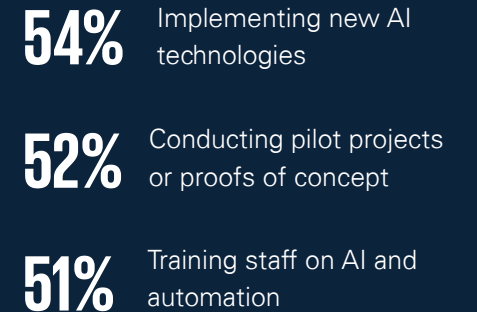 54% Implementing new AI
technologies
52% Conducting pilot projects
or proofs of concept
51% Training staff on AI and
automation